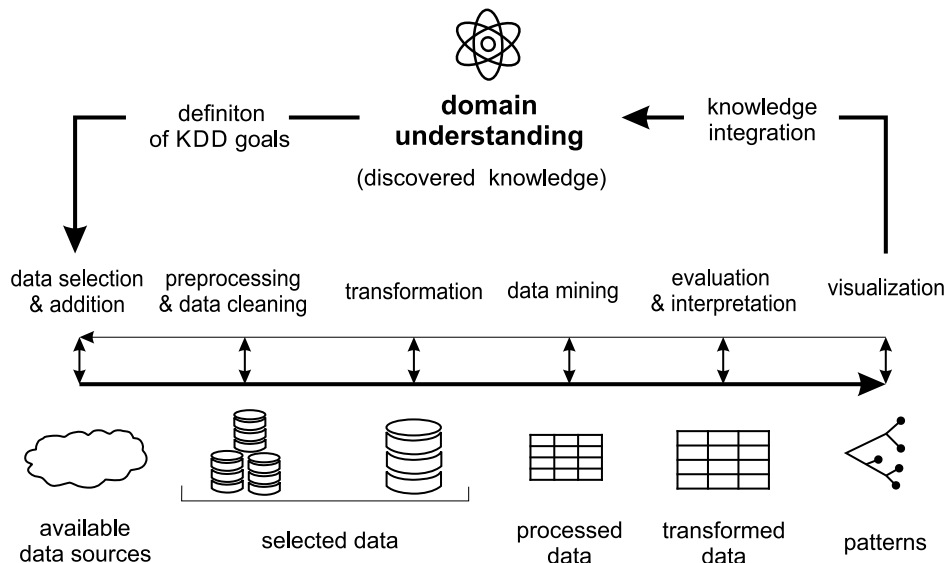 domain
understanding
(discovered knowledge)
definiton
of KDD goals
knowledge
integration
data selection
& addition
preprocessing
& data cleaning
transformation
data mining
evaluation
& interpretation
visualization
available
data sources
selected data
processed
data
transformed
data
patterns